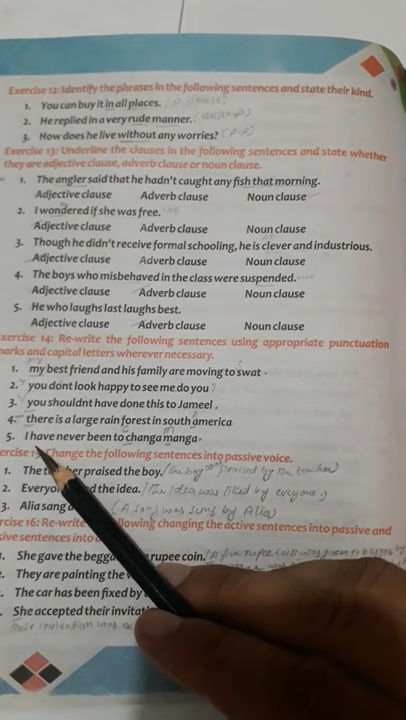 Exercise 12: Identify the phrases in the following sentences and state their kind.
1. You can buy it in all places.
2. He replied in a very rude manner.
3. How does he live without any worries? (P-P)
Exercise 13: Underline the clauses in the following sentences and state whether
they are adjective clause, adverb clause or noun clause.
1. The angler said that he hadn't caught any fish that morning.
Adjective clause Adverb clause Noun clause
2. I wondered if she was free.
Adjective clause Adverb clause Noun clause
3. Though he didn't receive formal schooling, he is clever and industrious.
Adjective clause Adverb clause Noun clause
4. The boys who misbehaved in the class were suspended.
Adjective clause Adverb clause Noun clause
5. He who laughs last laughs best.
Adjective clause Adverb clause Noun clause
xercise 14: Re-write the following sentences using appropriate punctuation
marks and capital letters wherever necessary.
1. my best friend and his family are moving to swat .
2. you dont look happy to see me do you ?
3. you shouldnt have done this to Jameel .
4. there is a large rain forest in south america
5. I have never been to changa manga .
Change the following sentences into passive voice.
1. The praised the boy. / The boy was praised by the teacher
2. the idea. / The Idea was liked by everyone
3. Alia sang (A song was sung by Alia)
rcise 16: Re-write llowing changing the active sentences into passive and
sive sentences into
She gave the begg rupee coin. / A five rupee coin was given
They are painting the
The car has been fixed by
She accepted their invitat
Their invitation was